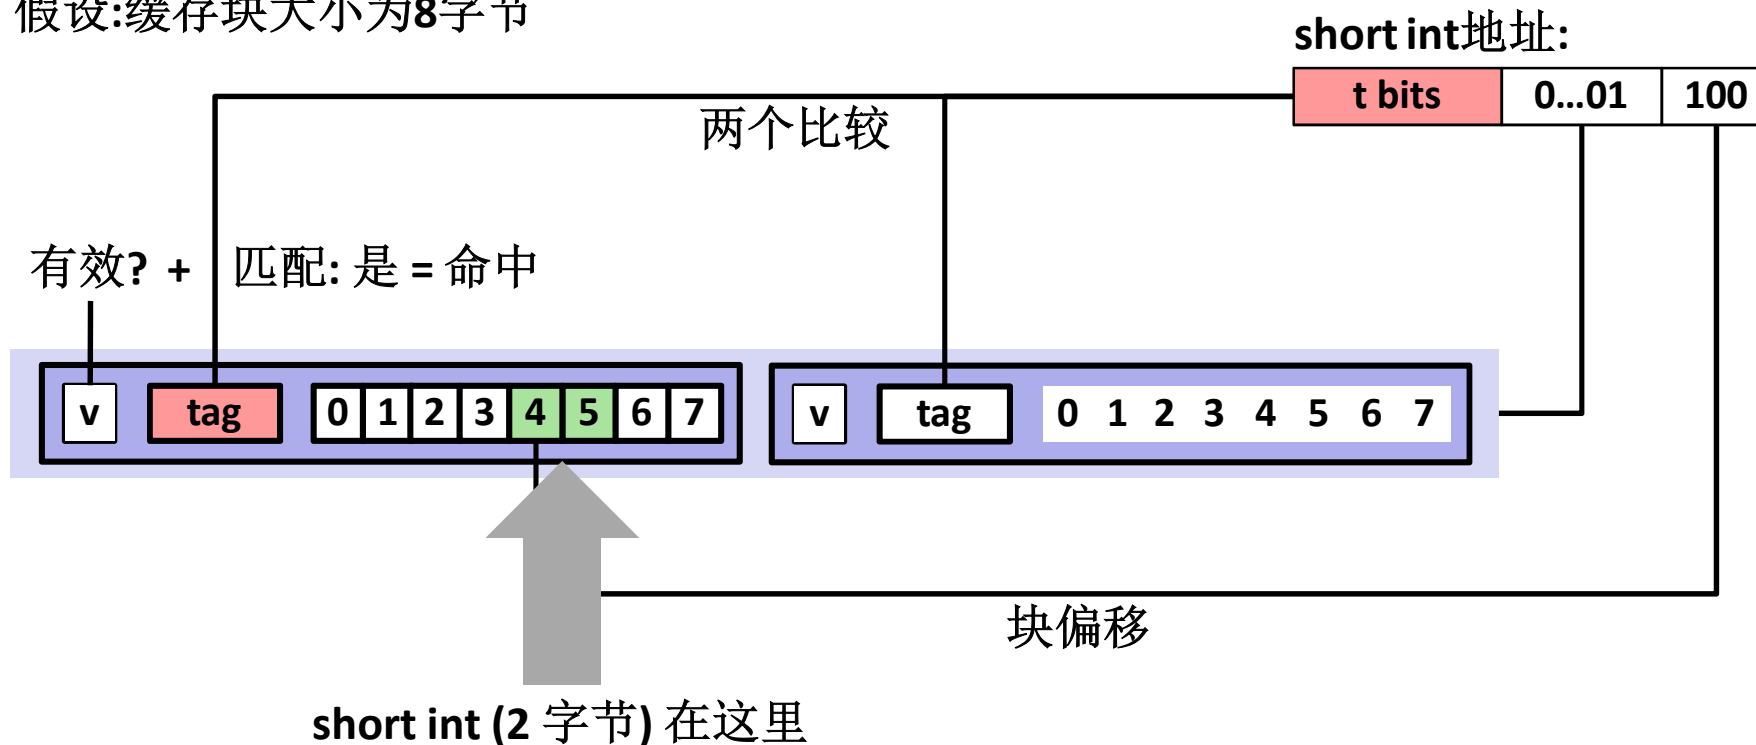 假设:缓存块大小为8字节
short int地址:
t bits 0...01 100
两个比较
有效? + 匹配: 是 = 命中
v tag 0 1 2 3 4 5 6 7 v tag 0 1 2 3 4 5 6 7
块偏移
short int (2 字节) 在这里